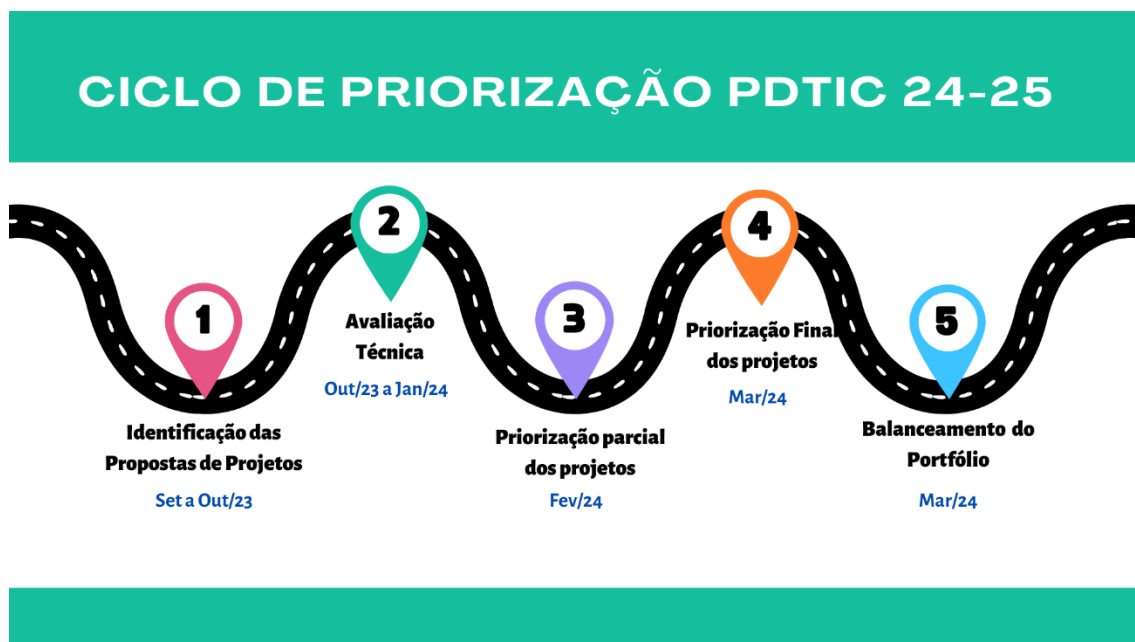 CICLO DE PRIORIZAÇÃO PDTIC 24-25
1
Identificação das
Propostas de Projetos
Set a Out/23
2
Avaliação
Técnica
Out/23 a Jan/24
3
Priorização parcial
dos projetos
Fev/24
4
Priorização Final
dos projetos
Mar/24
5
Balanceamento do
Portfólio
Mar/24